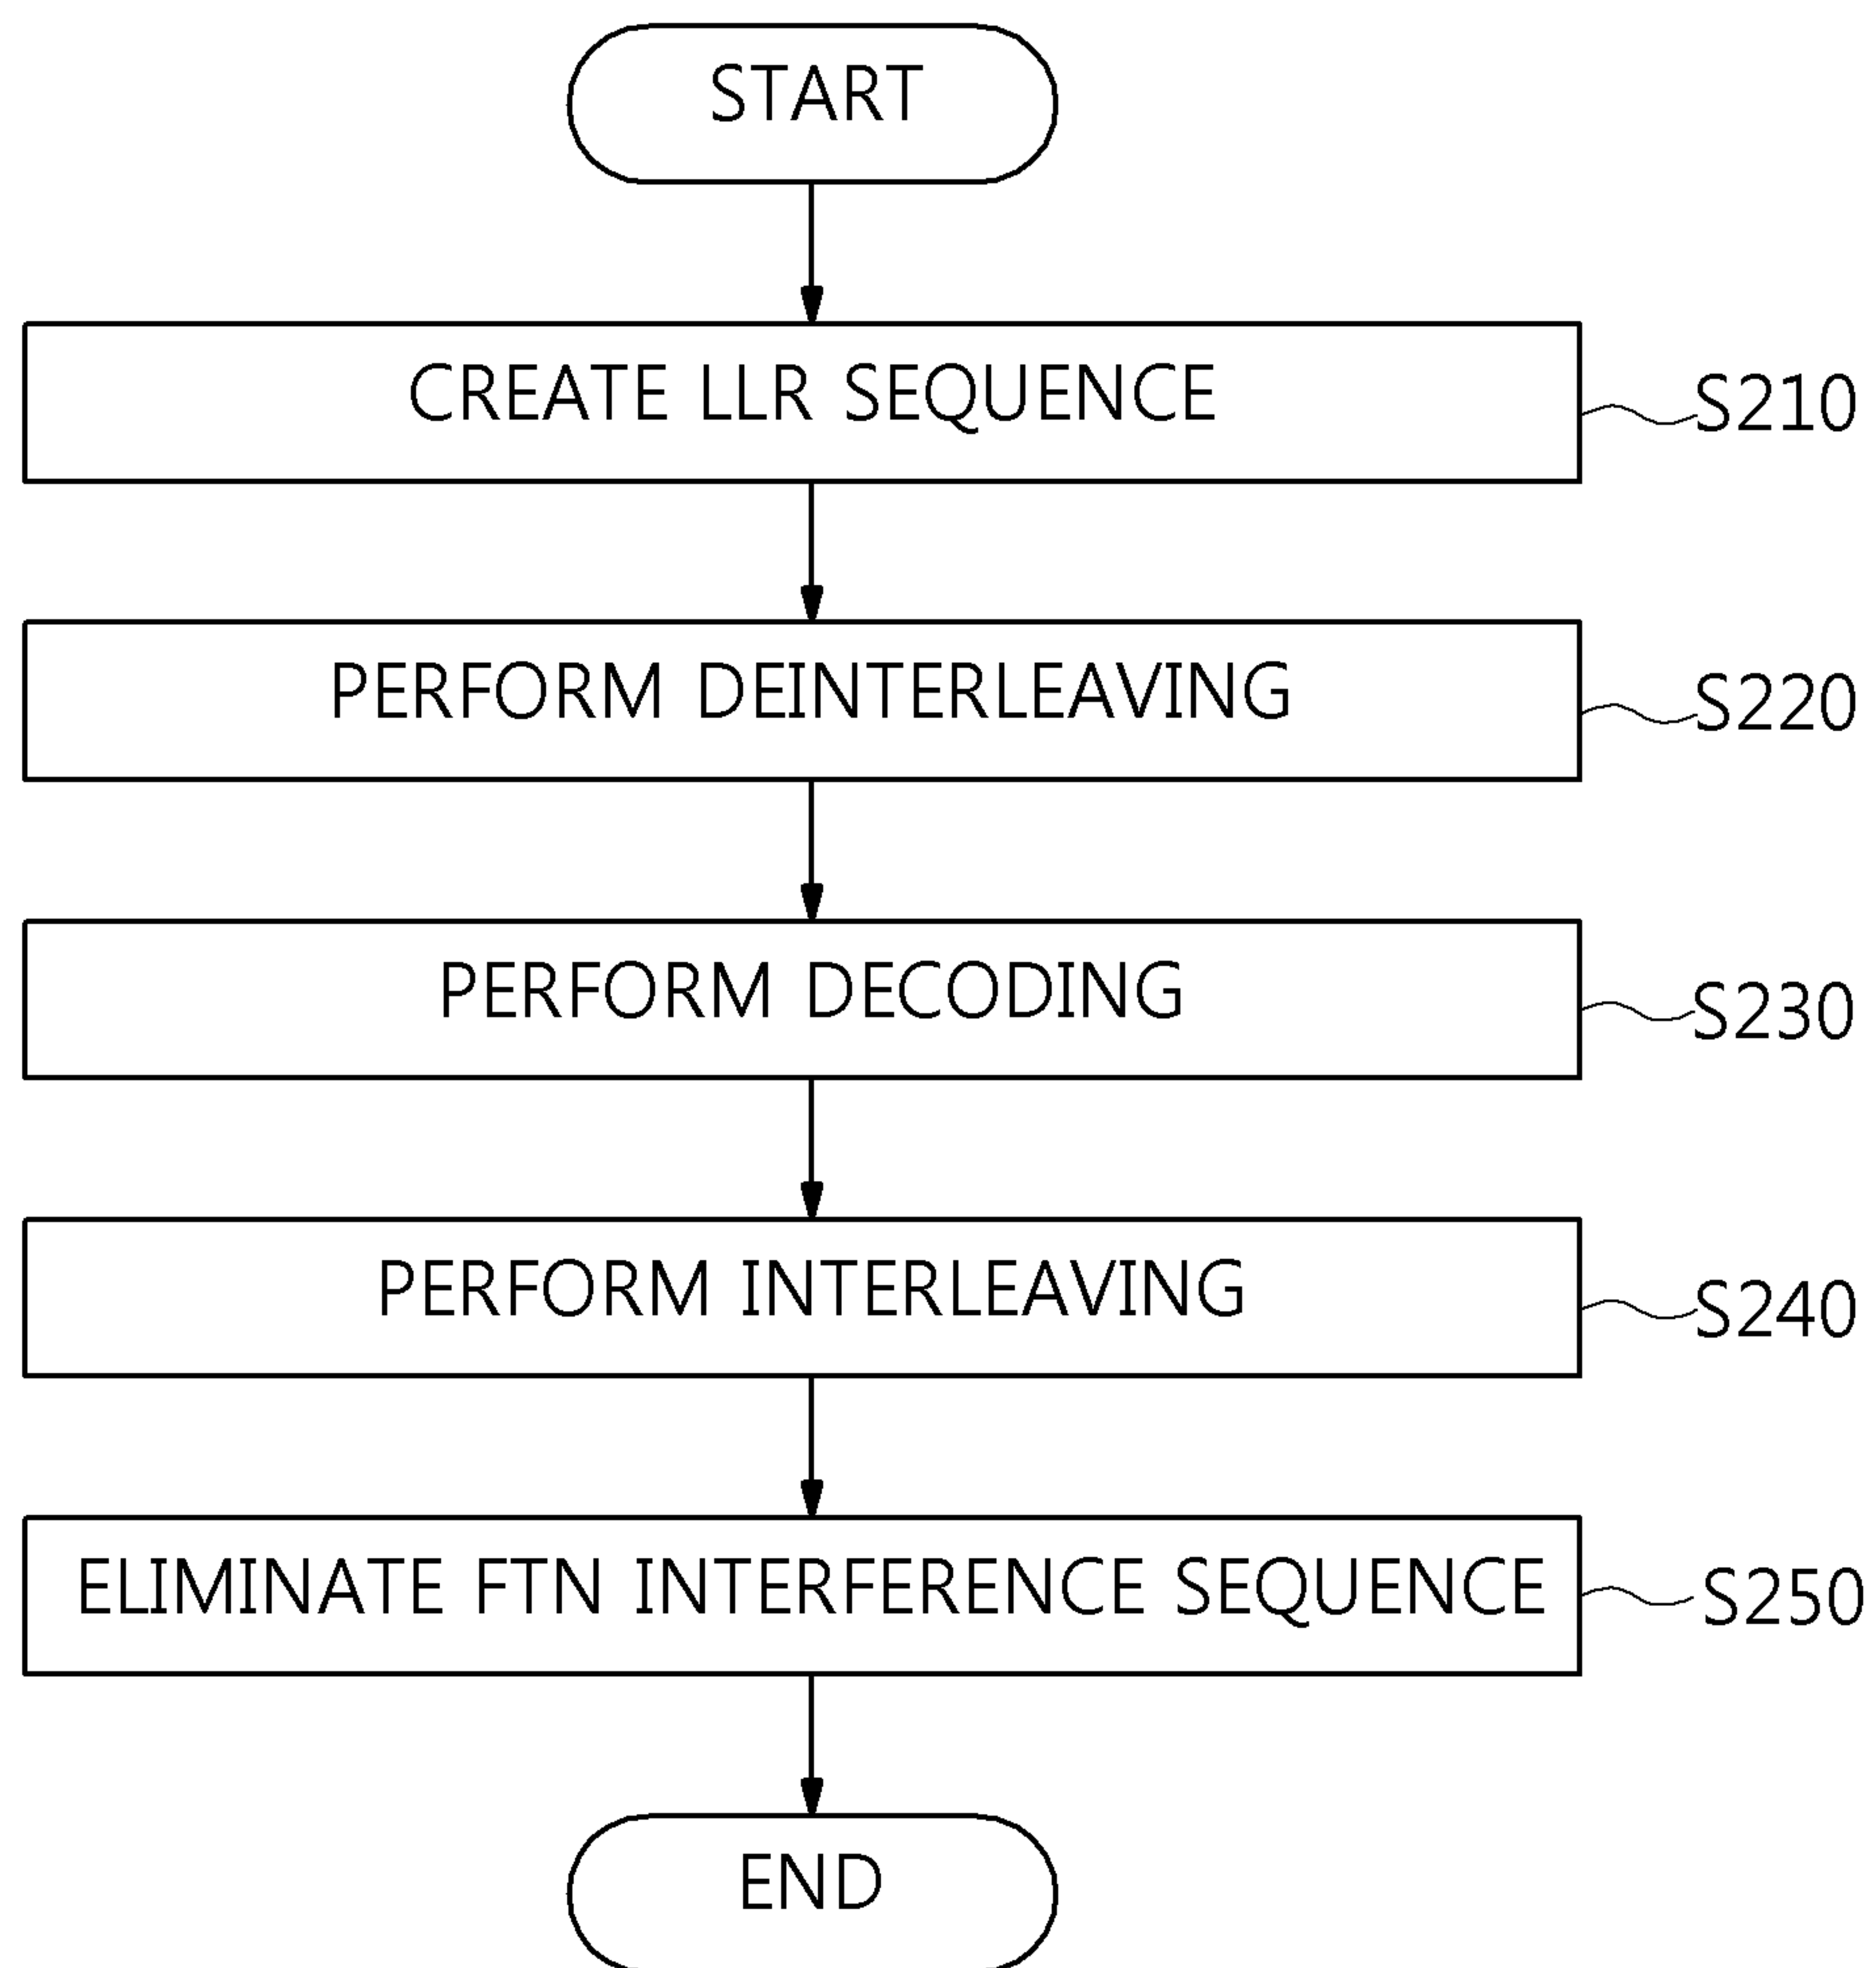 START
CREATE LLR SEQUENCE
S210
PERFORM DEINTERLEAVING
S220
PERFORM DECODING
S230
PERFORM INTERLEAVING
S240
ELIMINATE FTN INTERFERENCE SEQUENCE
S250
END